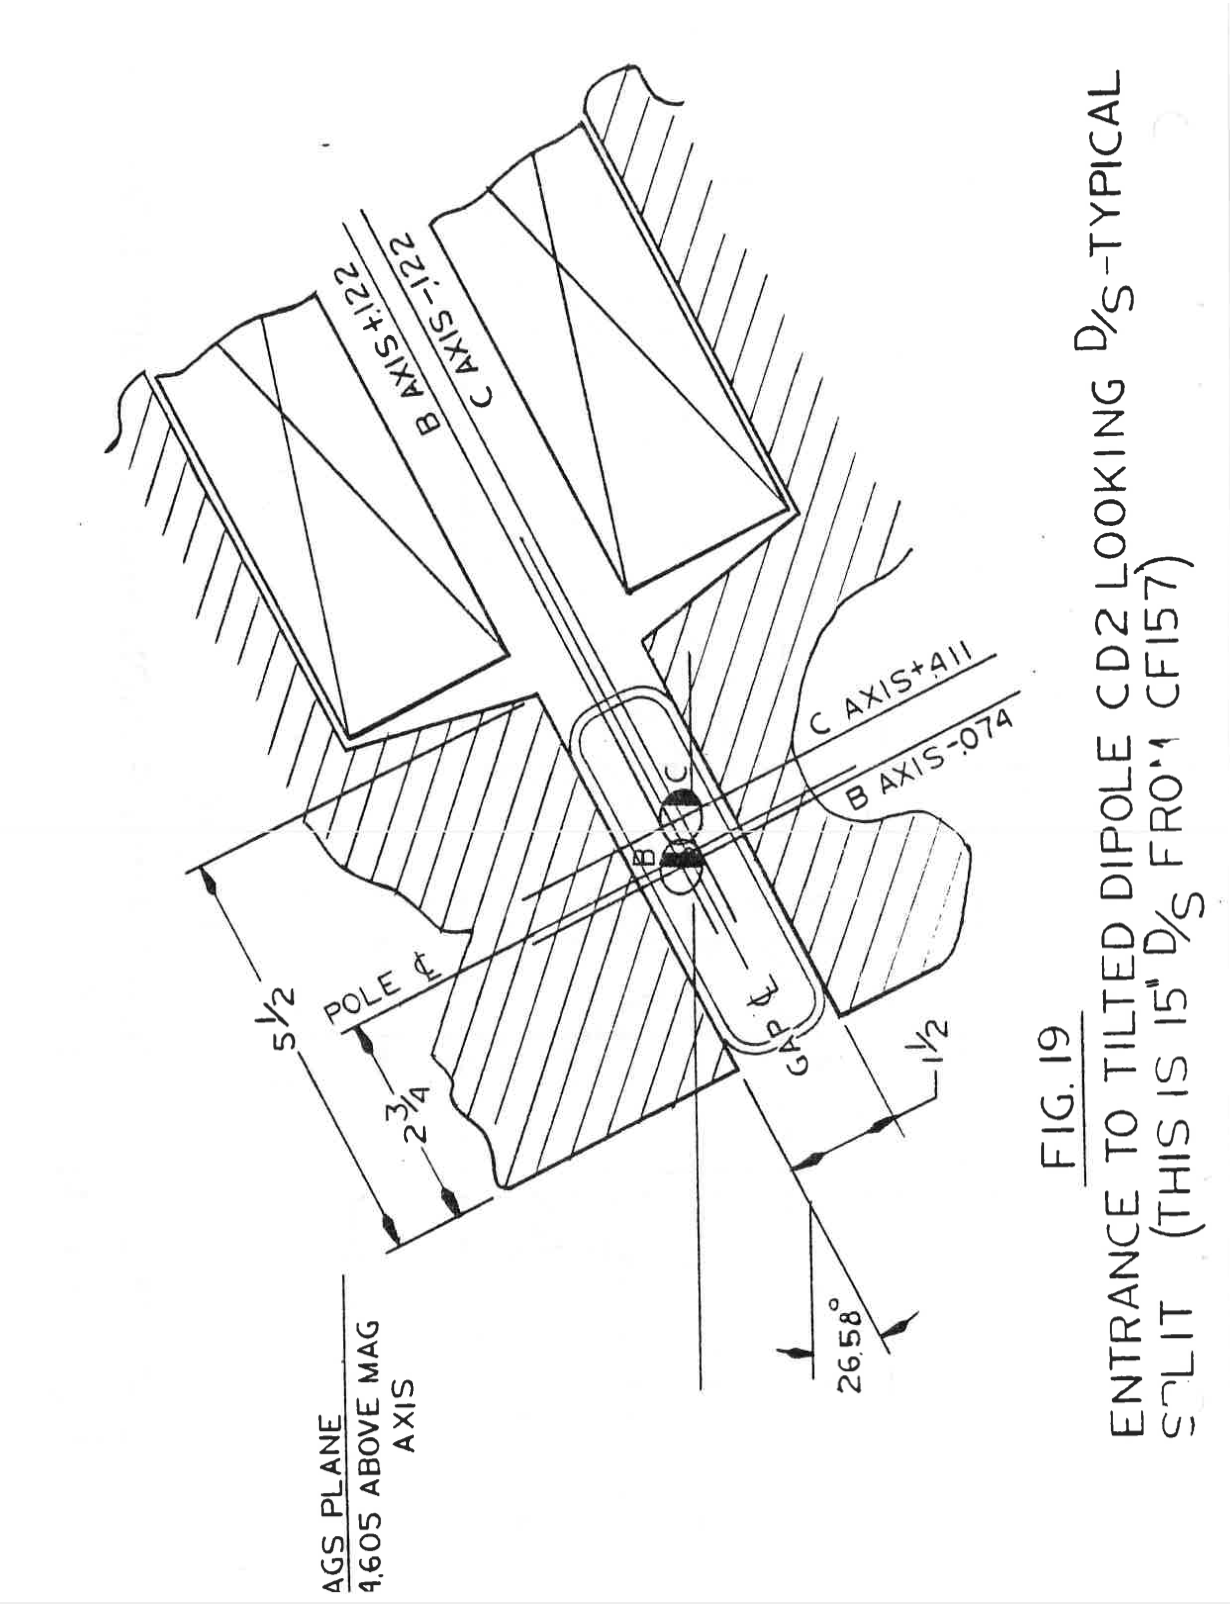 AGS PLANE
4.605 ABOVE MAG
AXIS
5 1/2
2 3/4
POLE ℄
B AXIS+.122
C AXIS-.122
B
C
GAP ℄
C AXIS+.411
B AXIS-.074
1/2
26.58°
FIG. 19
ENTRANCE TO TILTED DIPOLE CD2 LOOKING D/S-TYPICAL
SPLIT (THIS IS 15" D/S FROM CF157)